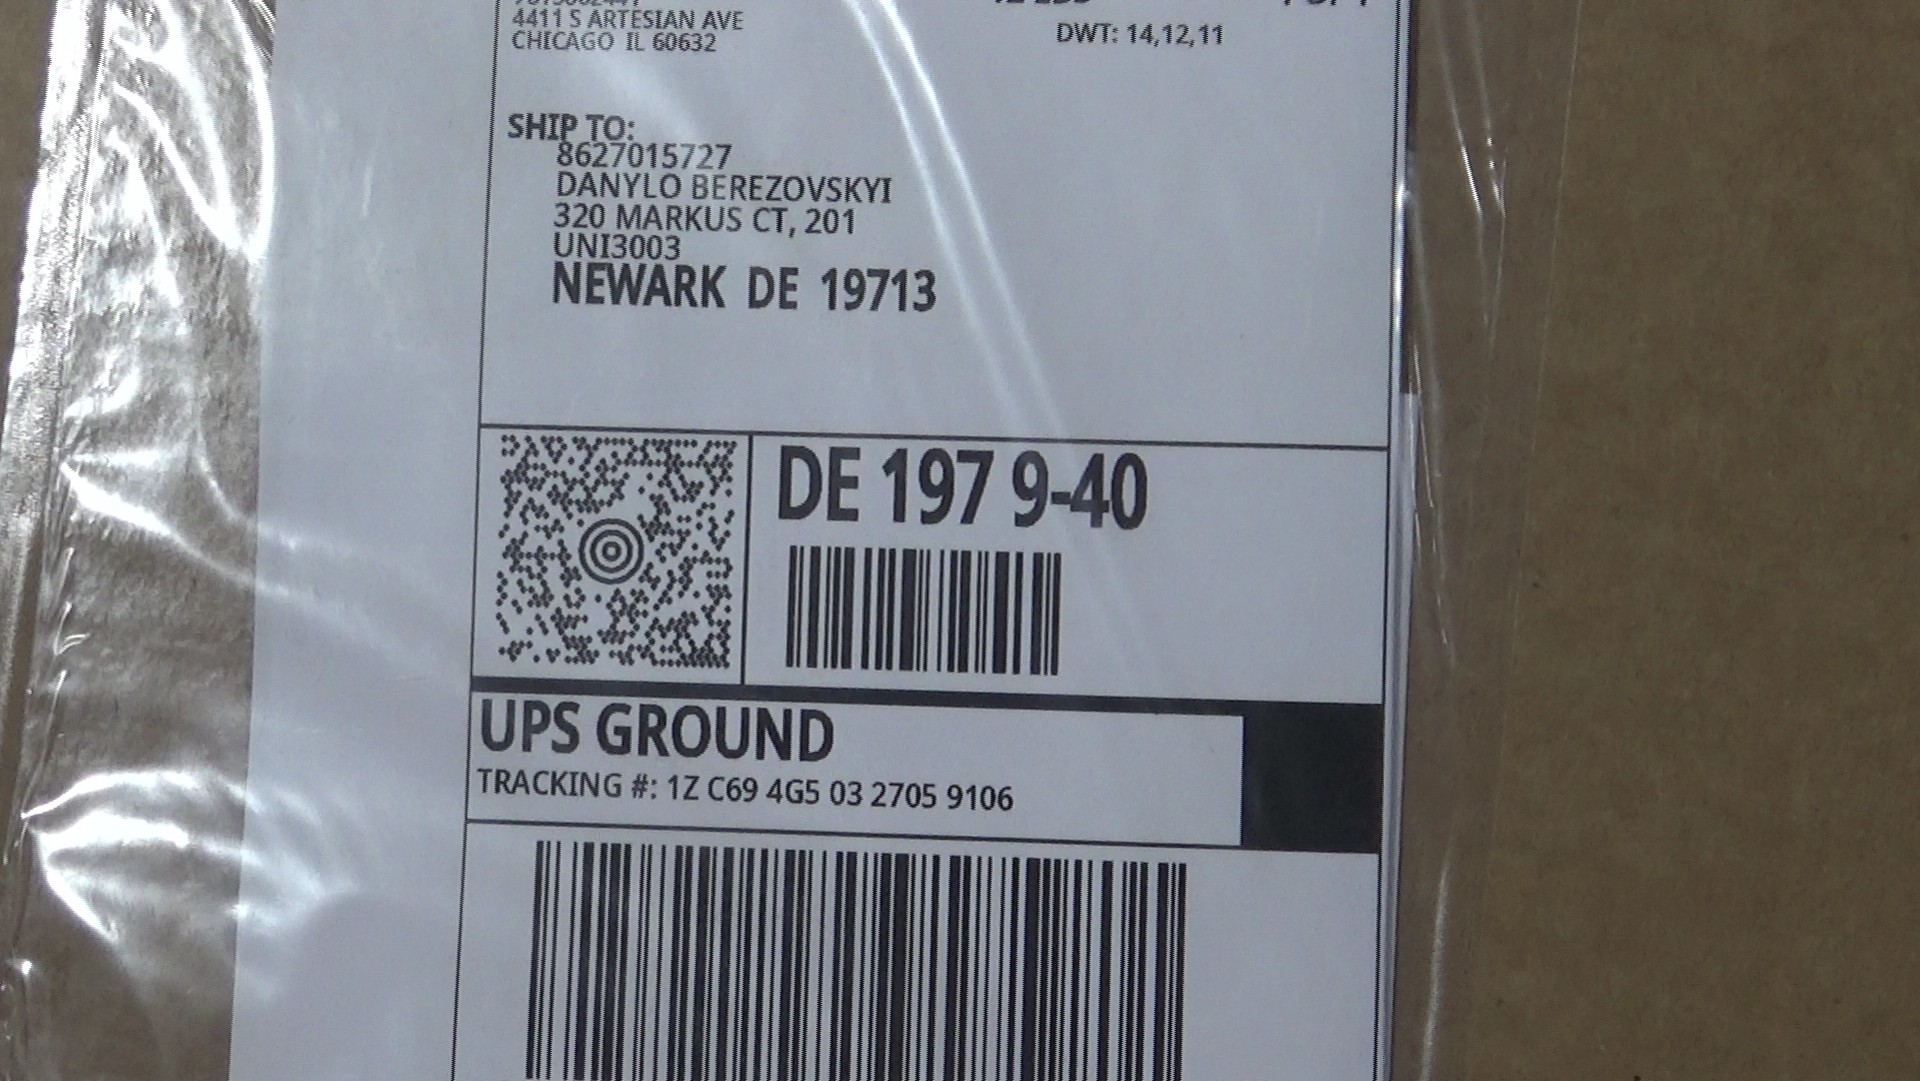 4411 S ARTESIAN AVE
CHICAGO IL 60632
DWT: 14,12,11
SHIP TO:
8627015727
DANYLO BEREZOVSKYI
320 MARKUS CT, 201
UNI3003
NEWARK DE 19713
DE 197 9-40
UPS GROUND
TRACKING #: 1Z C69 4G5 03 2705 9106